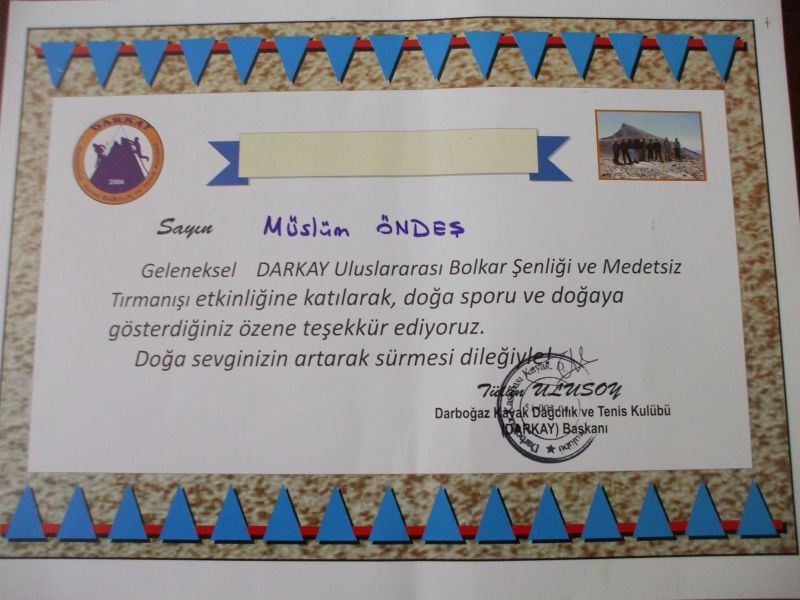 DARKAY
2006
Sayın Müslüm ÖNDEŞ
Geleneksel DARKAY Uluslararası Bolkar Şenliği ve Medetsiz
Tırmanışı etkinliğine katılarak, doğa sporu ve doğaya
gösterdiğiniz özene teşekkür ediyoruz.
Doğa sevginizin artarak sürmesi dileğiyle!
Tülün ULUSOY
Darboğaz Kayak Dağcılık ve Tenis Kulübü
(DARKAY) Başkanı